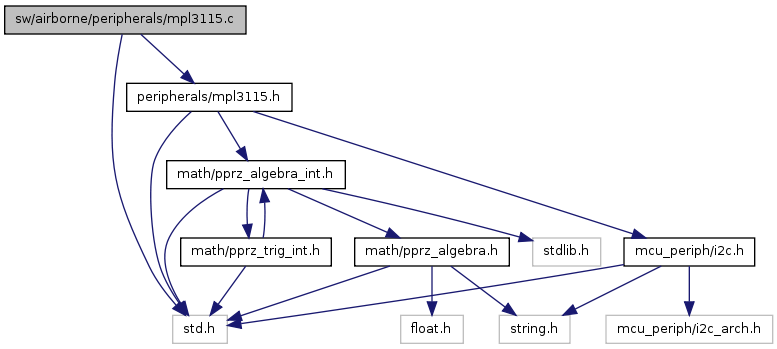 sw/airborne/peripherals/mpl3115.c
peripherals/mpl3115.h
math/pprz_algebra_int.h
math/pprz_trig_int.h
math/pprz_algebra.h
stdlib.h
mcu_periph/i2c.h
std.h
float.h
string.h
mcu_periph/i2c_arch.h